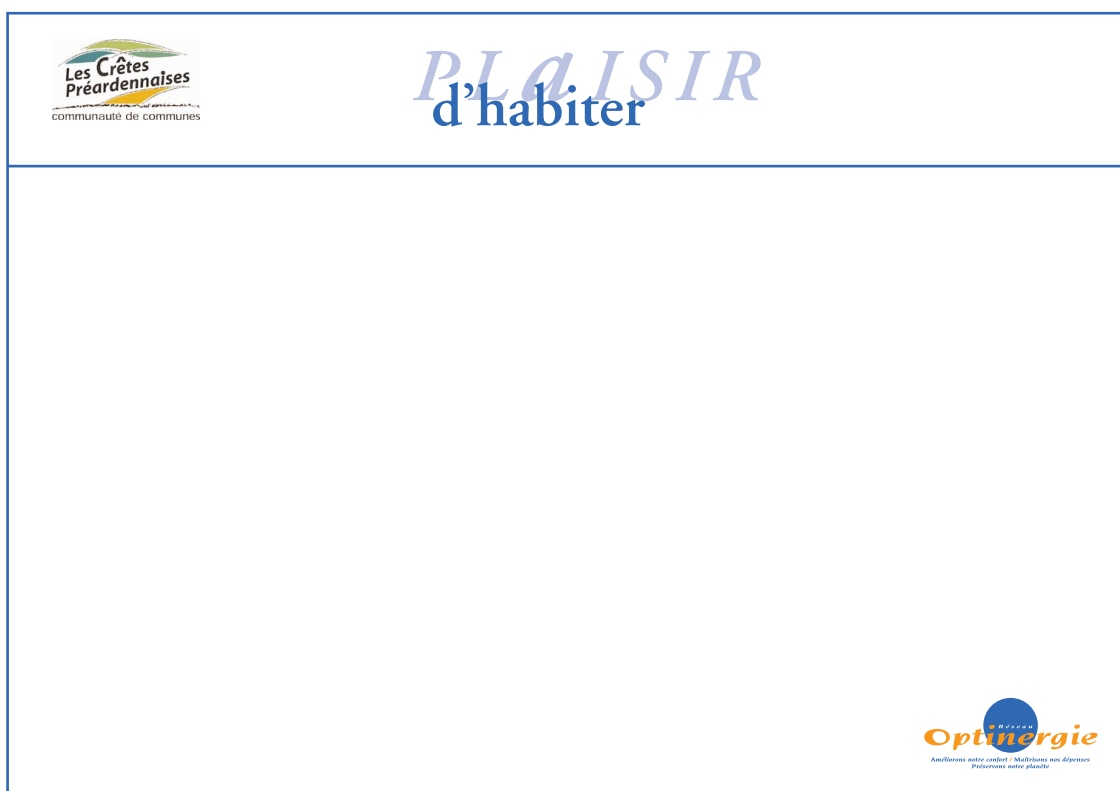 Les Crêtes
Préardennaises
communauté de communes
PLaISIR
d'habiter
Réseau
Optinergie
Améliorons notre confort / Maîtrisons nos dépenses
Préservons notre planète